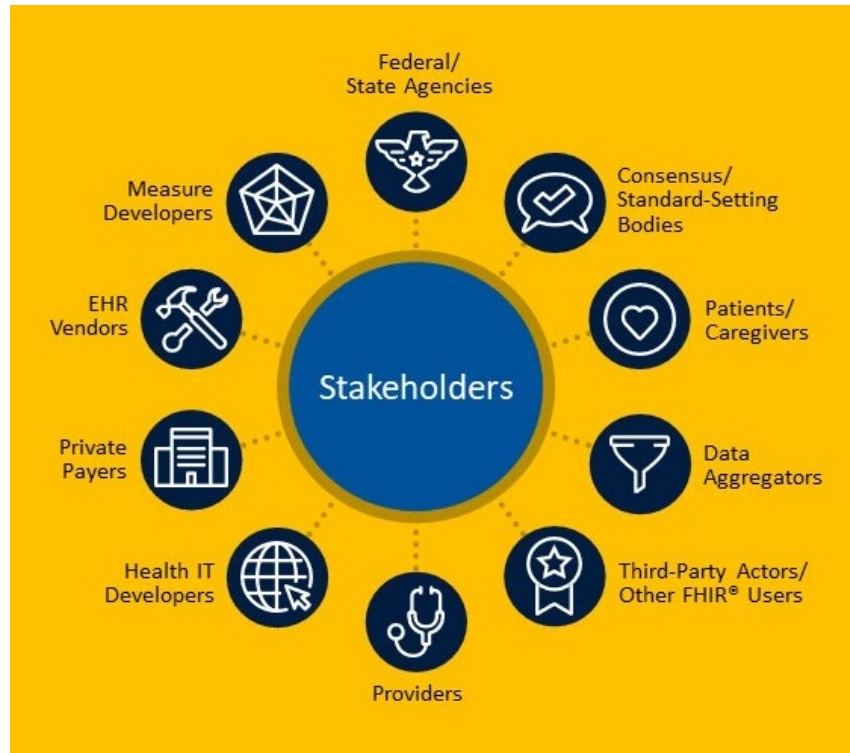 Federal/
State Agencies
Consensus/
Standard-Setting
Bodies
Patients/
Caregivers
Data
Aggregators
Third-Party Actors/
Other FHIR® Users
Providers
Health IT
Developers
Private
Payers
EHR
Vendors
Measure
Developers
Stakeholders